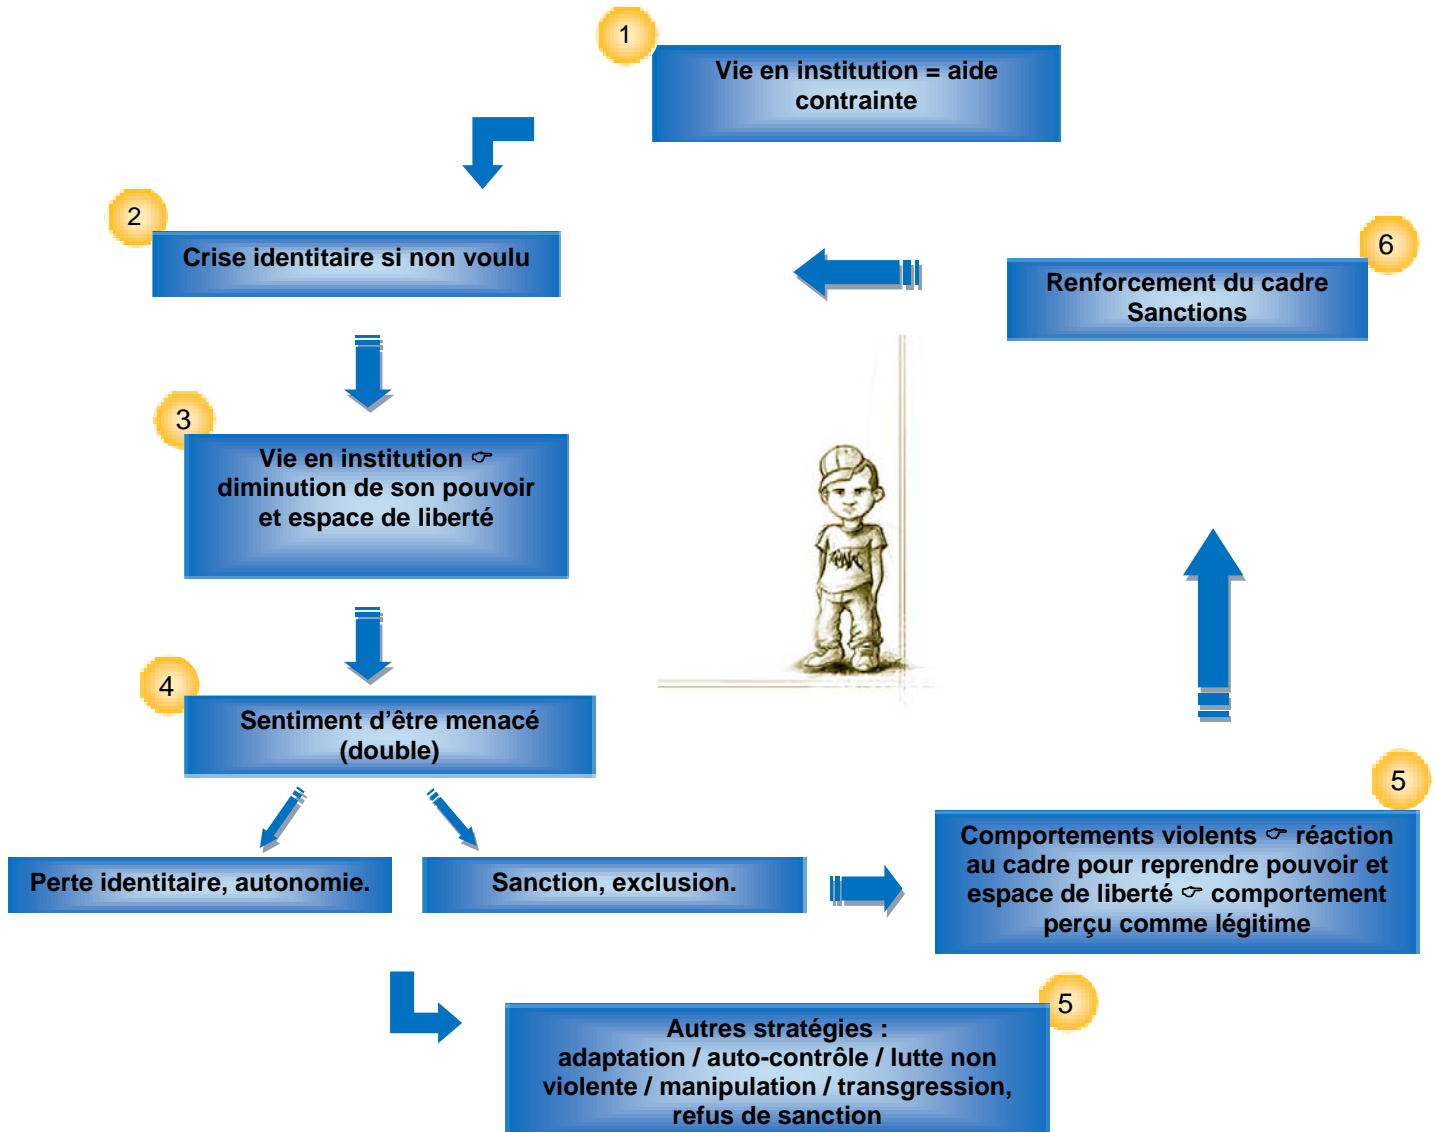 1
Vie en institution = aide
contrainte
2
Crise identitaire si non voulu
6
Renforcement du cadre
Sanctions
3
Vie en institution ☞
diminution de son pouvoir
et espace de liberté
4
Sentiment d’être menacé
(double)
Perte identitaire, autonomie.
Sanction, exclusion.
5
Comportements violents ☞ réaction
au cadre pour reprendre pouvoir et
espace de liberté ☞ comportement
perçu comme légitime
5
Autres stratégies :
adaptation / auto-contrôle / lutte non
violente / manipulation / transgression,
refus de sanction